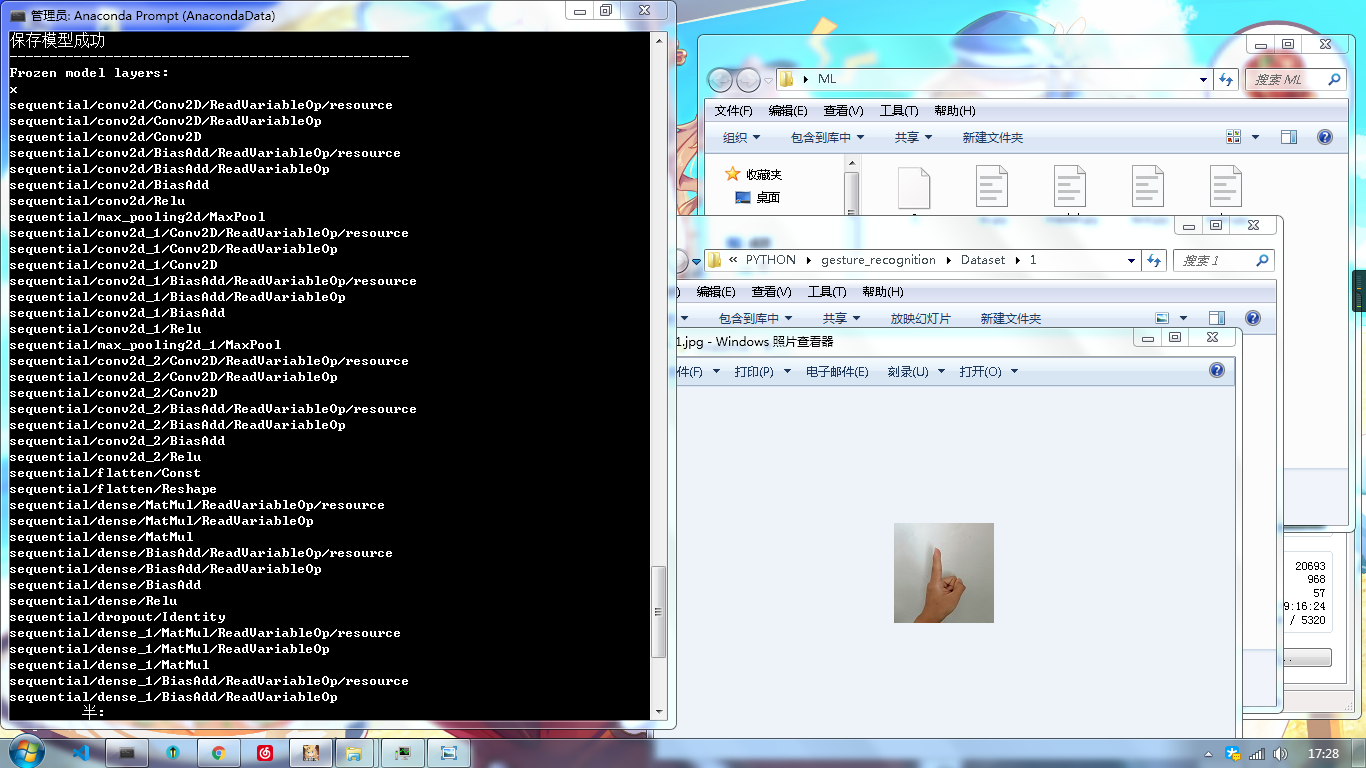 管理员: Anaconda Prompt (AnacondaData)
保存模型成功
--------------------------------------------------
Frozen model layers:
x
sequential/conv2d/Conv2D/ReadVariableOp/resource
sequential/conv2d/Conv2D/ReadVariableOp
sequential/conv2d/Conv2D
sequential/conv2d/BiasAdd/ReadVariableOp/resource
sequential/conv2d/BiasAdd/ReadVariableOp
sequential/conv2d/BiasAdd
sequential/conv2d/Relu
sequential/max_pooling2d/MaxPool
sequential/conv2d_1/Conv2D/ReadVariableOp/resource
sequential/conv2d_1/Conv2D/ReadVariableOp
sequential/conv2d_1/Conv2D
sequential/conv2d_1/BiasAdd/ReadVariableOp/resource
sequential/conv2d_1/BiasAdd/ReadVariableOp
sequential/conv2d_1/BiasAdd
sequential/conv2d_1/Relu
sequential/max_pooling2d_1/MaxPool
sequential/conv2d_2/Conv2D/ReadVariableOp/resource
sequential/conv2d_2/Conv2D/ReadVariableOp
sequential/conv2d_2/Conv2D
sequential/conv2d_2/BiasAdd/ReadVariableOp/resource
sequential/conv2d_2/BiasAdd/ReadVariableOp
sequential/conv2d_2/BiasAdd
sequential/conv2d_2/Relu
sequential/flatten/Const
sequential/flatten/Reshape
sequential/dense/MatMul/ReadVariableOp/resource
sequential/dense/MatMul/ReadVariableOp
sequential/dense/MatMul
sequential/dense/BiasAdd/ReadVariableOp/resource
sequential/dense/BiasAdd/ReadVariableOp
sequential/dense/BiasAdd
sequential/dense/Relu
sequential/dropout/Identity
sequential/dense_1/MatMul/ReadVariableOp/resource
sequential/dense_1/MatMul/ReadVariableOp
sequential/dense_1/MatMul
sequential/dense_1/BiasAdd/ReadVariableOp/resource
sequential/dense_1/BiasAdd/ReadVariableOp
半:
ML
搜索 ML
文件(F) 编辑(E) 查看(V) 工具(T) 帮助(H)
组织 包含到库中 共享 新建文件夹
收藏夹
桌面
« PYTHON gesture_recognition Dataset 1
搜索 1
) 编辑(E) 查看(V) 工具(T) 帮助(H)
包含到库中 共享 放映幻灯片 新建文件夹
1.jpg - Windows 照片查看器
件(F) 打印(P) 电子邮件(E) 刻录(U) 打开(O)
20693
968
57
9:16:24
/ 5320
17:28